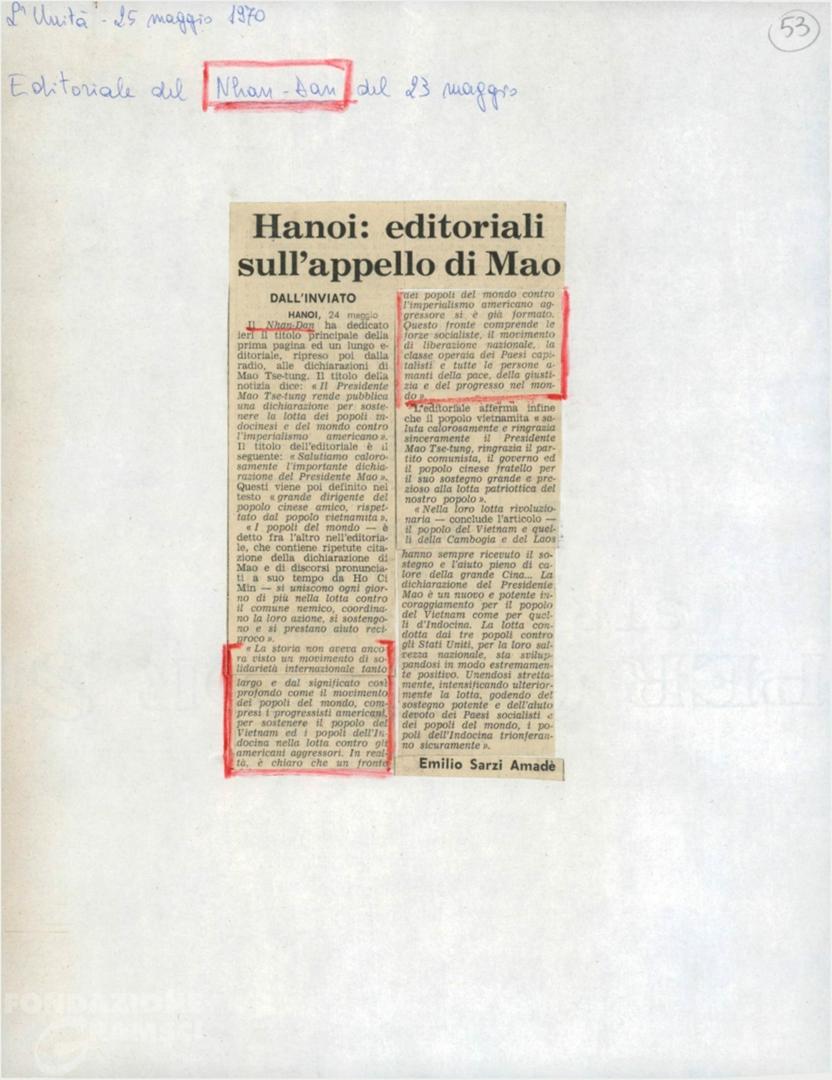 L'Unità - 25 maggio 1970
53
Editoriale del Nhan-Dan del 23 maggio
Hanoi: editoriali
sull'appello di Mao
DALL'INVIATO
HANOI, 24 maggio
Il Nhan-Dan ha dedicato
ieri il titolo principale della
prima pagina ed un lungo e-
ditoriale, ripreso poi dalla
radio, alle dichiarazioni di
Mao Tse-tung. Il titolo della
notizia dice: « Il Presidente
Mao Tse-tung rende pubblica
una dichiarazione per soste-
nere la lotta dei popoli in-
docinesi e del mondo contro
l'imperialismo americano ».
Il titolo dell'editoriale è il
seguente: « Salutiamo caloro-
samente l'importante dichia-
razione del Presidente Mao ».
Questi viene poi definito nel
testo « grande dirigente del
popolo cinese amico, rispet-
tato dal popolo vietnamita ».
« I popoli del mondo — è
detto fra l'altro nell'editoria-
le, che contiene ripetute cita-
zione della dichiarazione di
Mao e di discorsi pronuncia-
ti a suo tempo da Ho Ci
Min — si uniscono ogni gior-
no di più nella lotta contro
il comune nemico, coordina-
no la loro azione, si sostengo-
no e si prestano aiuto reci-
proco ».
« La storia non aveva anco-
ra visto un movimento di so-
lidarietà internazionale tanto
largo e dal significato così
profondo come il movimento
dei popoli del mondo, com-
presi i progressisti americani,
per sostenere il popolo del
Vietnam ed i popoli dell'In-
docina nella lotta contro gli
americani aggressori. In real-
tà, è chiaro che un fronte
dei popoli del mondo contro
l'imperialismo americano ag-
gressore si è già formato.
Questo fronte comprende le
forze socialiste, il movimento
di liberazione nazionale, la
classe operaia dei Paesi capi-
talisti e tutte le persone a-
manti della pace, della giusti-
zia e del progresso nel mon-
do ».
L'editoriale afferma infine
che il popolo vietnamita « sa-
luta calorosamente e ringrazia
sinceramente il Presidente
Mao Tse-tung, ringrazia il par-
tito comunista, il governo ed
il popolo cinese fratello per
il suo sostegno grande e pre-
zioso alla lotta patriottica del
nostro popolo ».
« Nella loro lotta rivoluzio-
naria — conclude l'articolo —
il popolo del Vietnam e quel-
li della Cambogia e del Laos
hanno sempre ricevuto il so-
stegno e l'aiuto pieno di ca-
lore della grande Cina... La
dichiarazione del Presidente
Mao è un nuovo e potente in-
coraggiamento per il popolo
del Vietnam come per quel-
li d'Indocina. La lotta con-
dotta dai tre popoli contro
gli Stati Uniti, per la loro sal-
vezza nazionale, sta svilup-
pandosi in modo estremamen-
te positivo. Unendosi stretta-
mente, intensificando ulterior-
mente la lotta, godendo del
sostegno potente e dell'aiuto
devoto dei Paesi socialisti e
dei popoli del mondo, i po-
poli dell'Indocina trionferan-
no sicuramente ».
Emilio Sarzi Amadè
FONDAZIONE
GRAMSCI